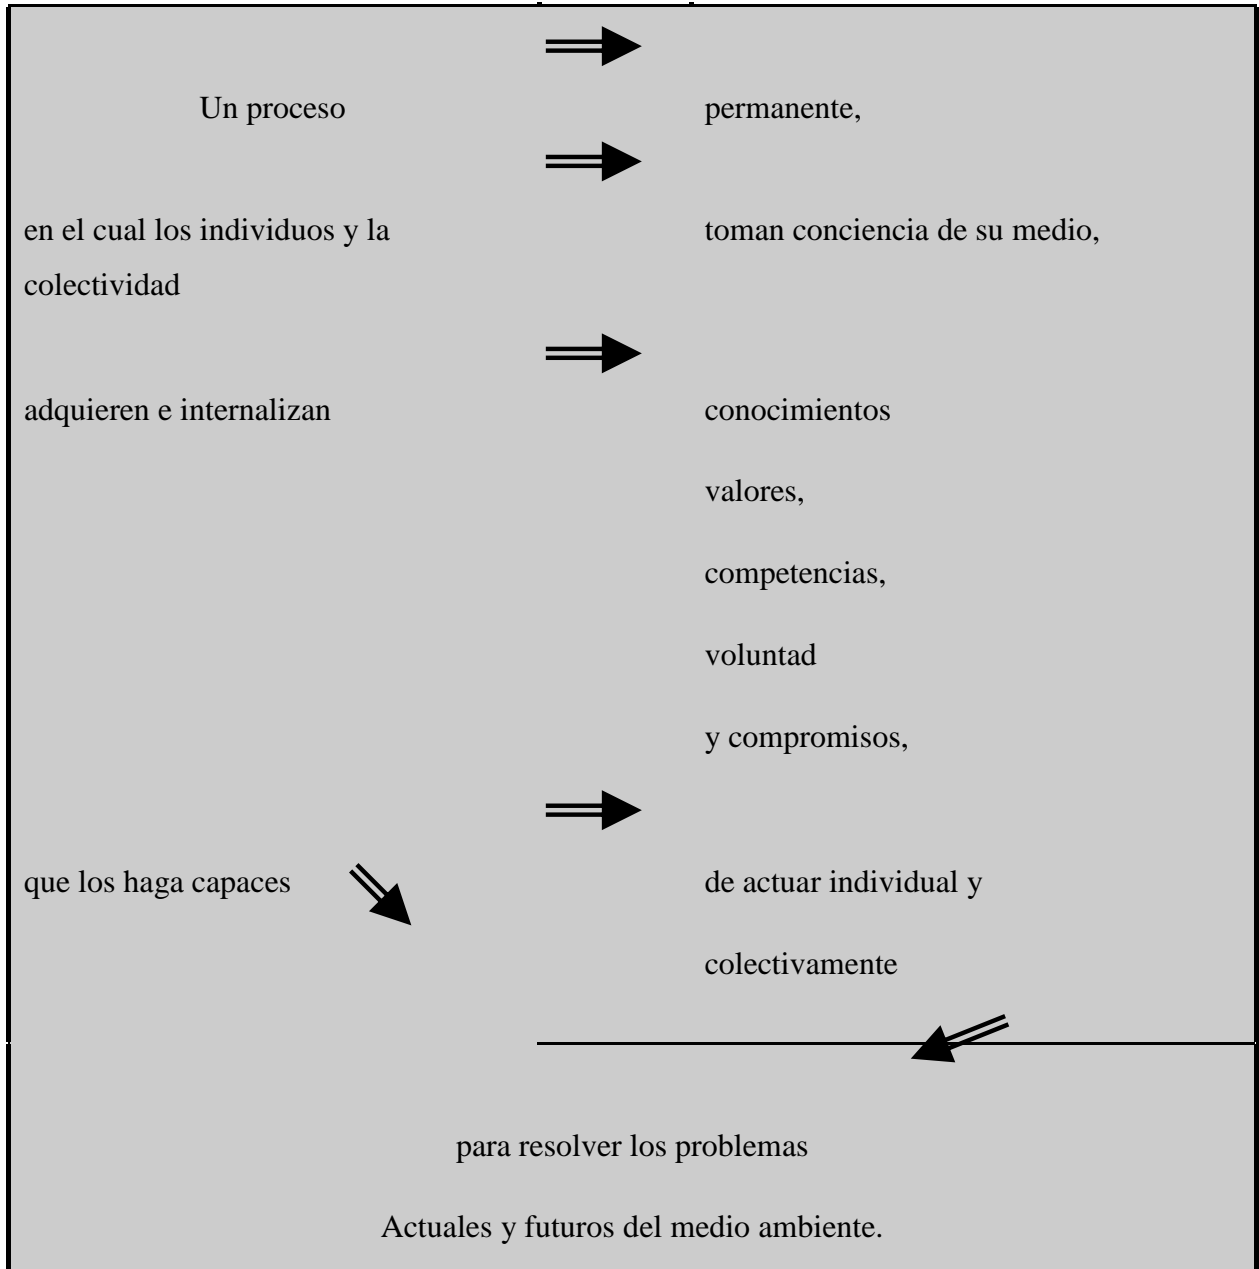 Un proceso
permanente,
en el cual los individuos y la
colectividad
toman conciencia de su medio,
adquieren e internalizan
conocimientos
valores,
competencias,
voluntad
y compromisos,
que los haga capaces
de actuar individual y
colectivamente
para resolver los problemas
Actuales y futuros del medio ambiente.